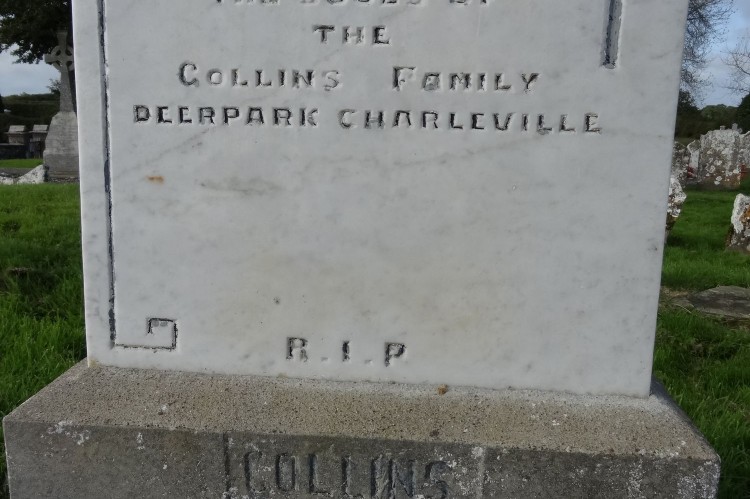 THE
COLLINS FAMILY
DEERPARK CHARLEVILLE
R.I.P
COLLINS